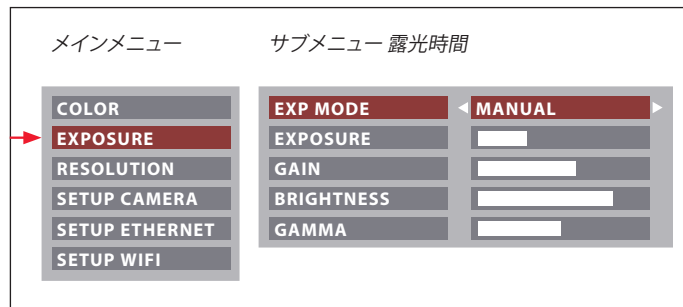 メインメニュー
サブメニュー 露光時間
COLOR
EXPOSURE
RESOLUTION
SETUP CAMERA
SETUP ETHERNET
SETUP WIFI
EXP MODE MANUAL
EXPOSURE
GAIN
BRIGHTNESS
GAMMA